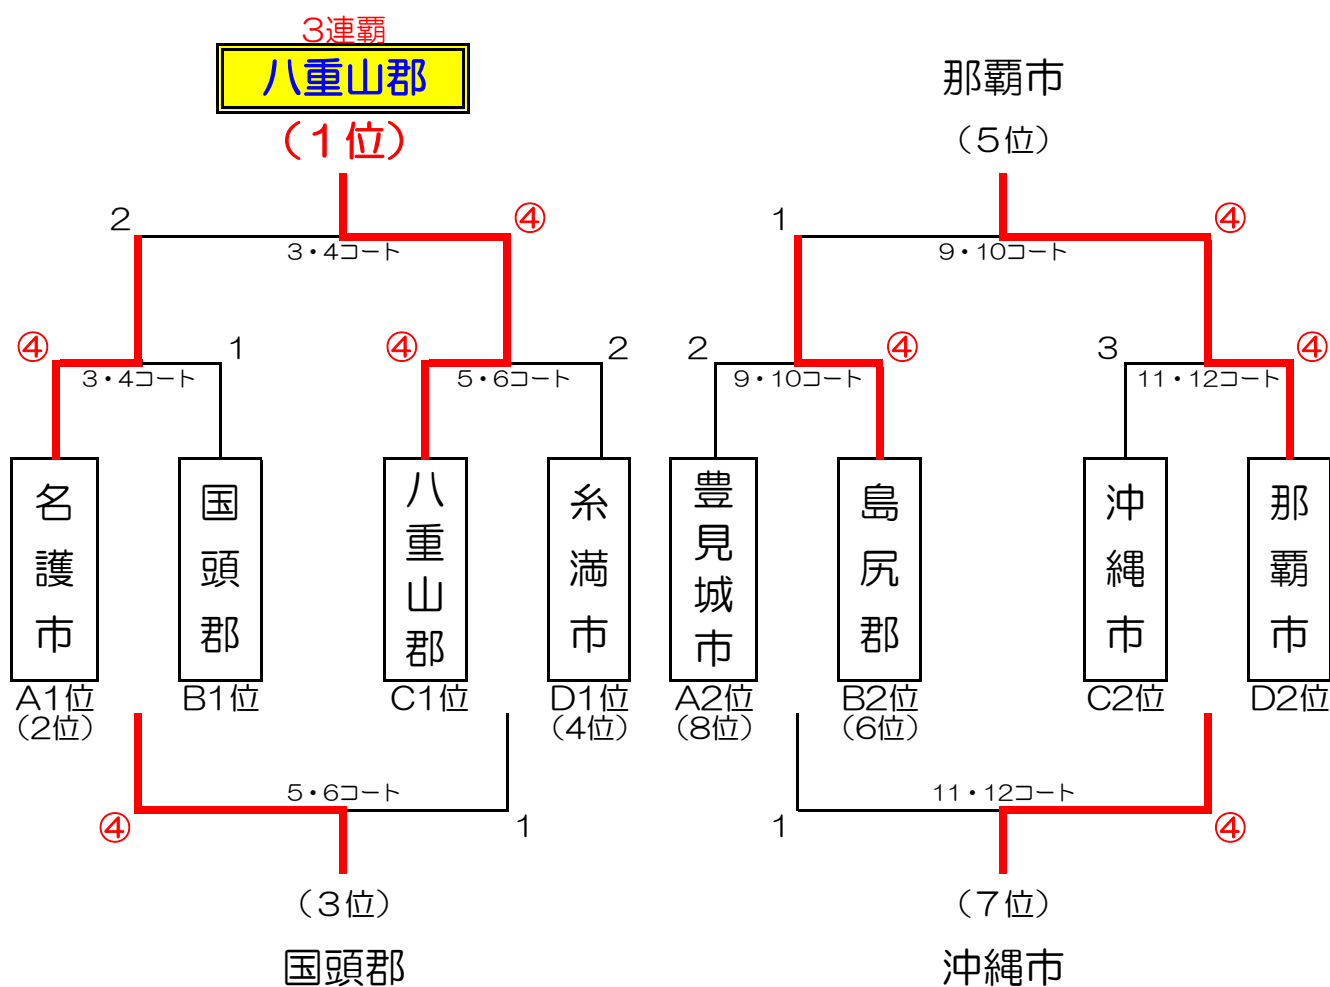 3連覇
八重山郡
（１位）
那覇市
（５位）
2
④
3・4コート
1
④
9・10コート
④
1
3・4コート
④
2
5・6コート
2
④
9・10コート
3
④
11・12コート
名護市
国頭郡
八重山郡
糸満市
豊見城市
島尻郡
沖縄市
那覇市
A1位
B1位
C1位
D1位
A2位
B2位
C2位
D2位
（2位）
（4位）
（8位）
（6位）
5・6コート
④
1
11・12コート
1
④
（３位）
国頭郡
（７位）
沖縄市